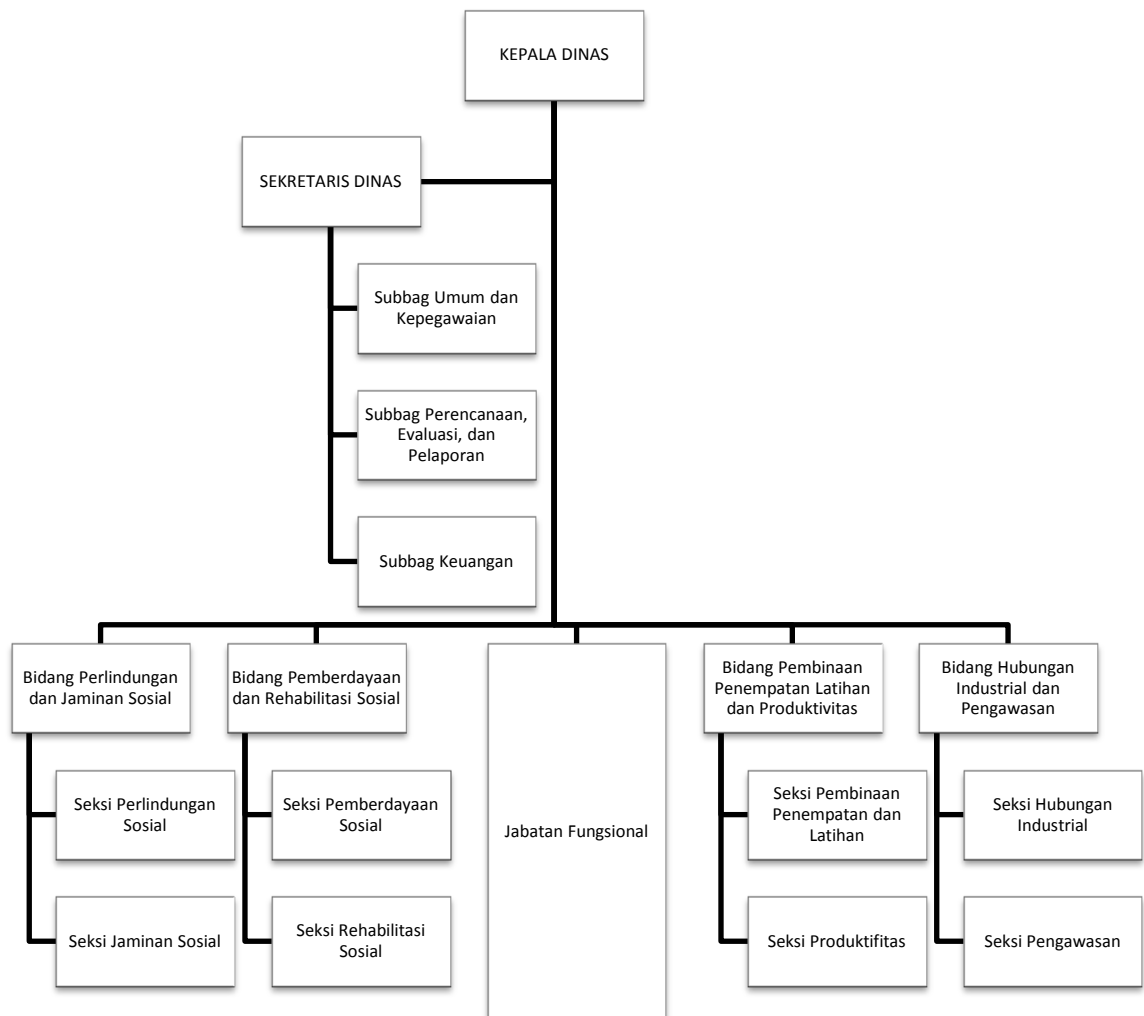 KEPALA DINAS
SEKRETARIS DINAS
Subbag Umum dan
Kepegawaian
Subbag Perencanaan,
Evaluasi, dan
Pelaporan
Subbag Keuangan
Bidang Perlindungan
dan Jaminan Sosial
Seksi Perlindungan
Sosial
Seksi Jaminan Sosial
Bidang Pemberdayaan
dan Rehabilitasi Sosial
Seksi Pemberdayaan
Sosial
Seksi Rehabilitasi
Sosial
Jabatan Fungsional
Bidang Pembinaan
Penempatan Latihan
dan Produktivitas
Seksi Pembinaan
Penempatan dan
Latihan
Seksi Produktifitas
Bidang Hubungan
Industrial dan
Pengawasan
Seksi Hubungan
Industrial
Seksi Pengawasan